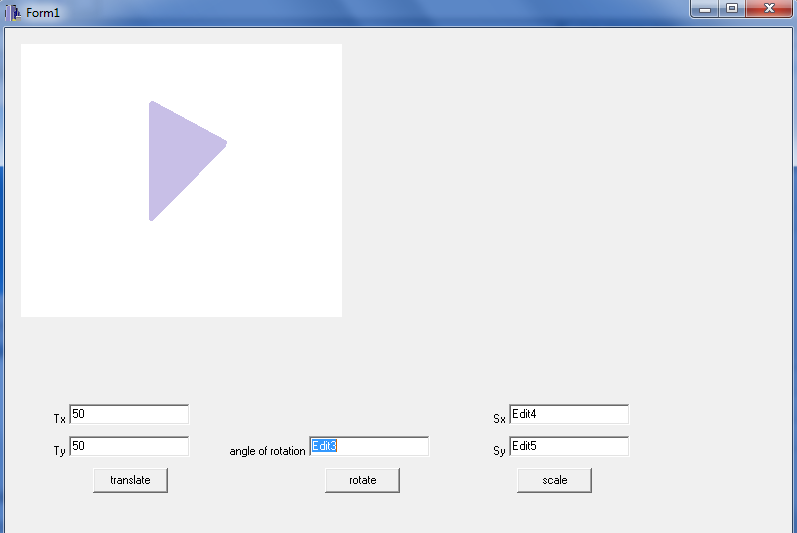 Form1
Tx 50
Sx Edit4
Ty 50
angle of rotation Edit3
Sy Edit5
translate
rotate
scale